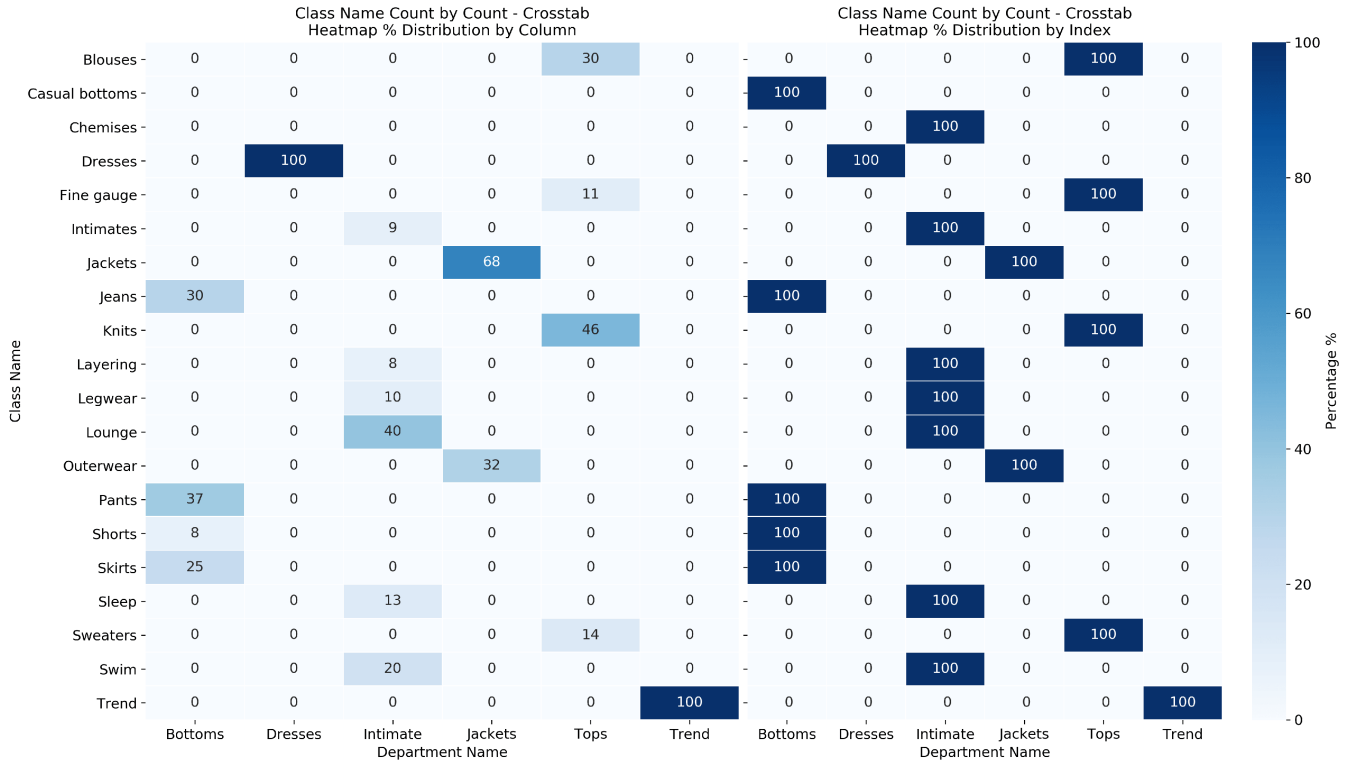 Class Name Count by Count - Crosstab
Heatmap % Distribution by Column
Class Name Count by Count - Crosstab
Heatmap % Distribution by Index
Blouses 0 0 0 0 30 0 0 0 0 0 100 0
Casual bottoms 0 0 0 0 0 0 100 0 0 0 0 0
Chemises 0 0 0 0 0 0 0 0 100 0 0 0
Dresses 0 100 0 0 0 0 0 100 0 0 0 0
Fine gauge 0 0 0 0 11 0 0 0 0 0 100 0
Intimates 0 0 9 0 0 0 0 0 100 0 0 0
Jackets 0 0 0 68 0 0 0 0 0 100 0 0
Jeans 30 0 0 0 0 0 100 0 0 0 0 0
Knits 0 0 0 0 46 0 0 0 0 0 100 0
Layering 0 0 8 0 0 0 0 0 100 0 0 0
Legwear 0 0 10 0 0 0 0 0 100 0 0 0
Lounge 0 0 40 0 0 0 0 0 100 0 0 0
Outerwear 0 0 0 32 0 0 0 0 0 100 0 0
Pants 37 0 0 0 0 0 100 0 0 0 0 0
Shorts 8 0 0 0 0 0 100 0 0 0 0 0
Skirts 25 0 0 0 0 0 100 0 0 0 0 0
Sleep 0 0 13 0 0 0 0 0 100 0 0 0
Sweaters 0 0 0 0 14 0 0 0 0 0 100 0
Swim 0 0 20 0 0 0 0 0 100 0 0 0
Trend 0 0 0 0 0 100 0 0 0 0 0 100
Bottoms Dresses Intimate Jackets Tops Trend Bottoms Dresses Intimate Jackets Tops Trend
Department Name
Department Name
Class Name
100
80
60
40
20
0
Percentage %